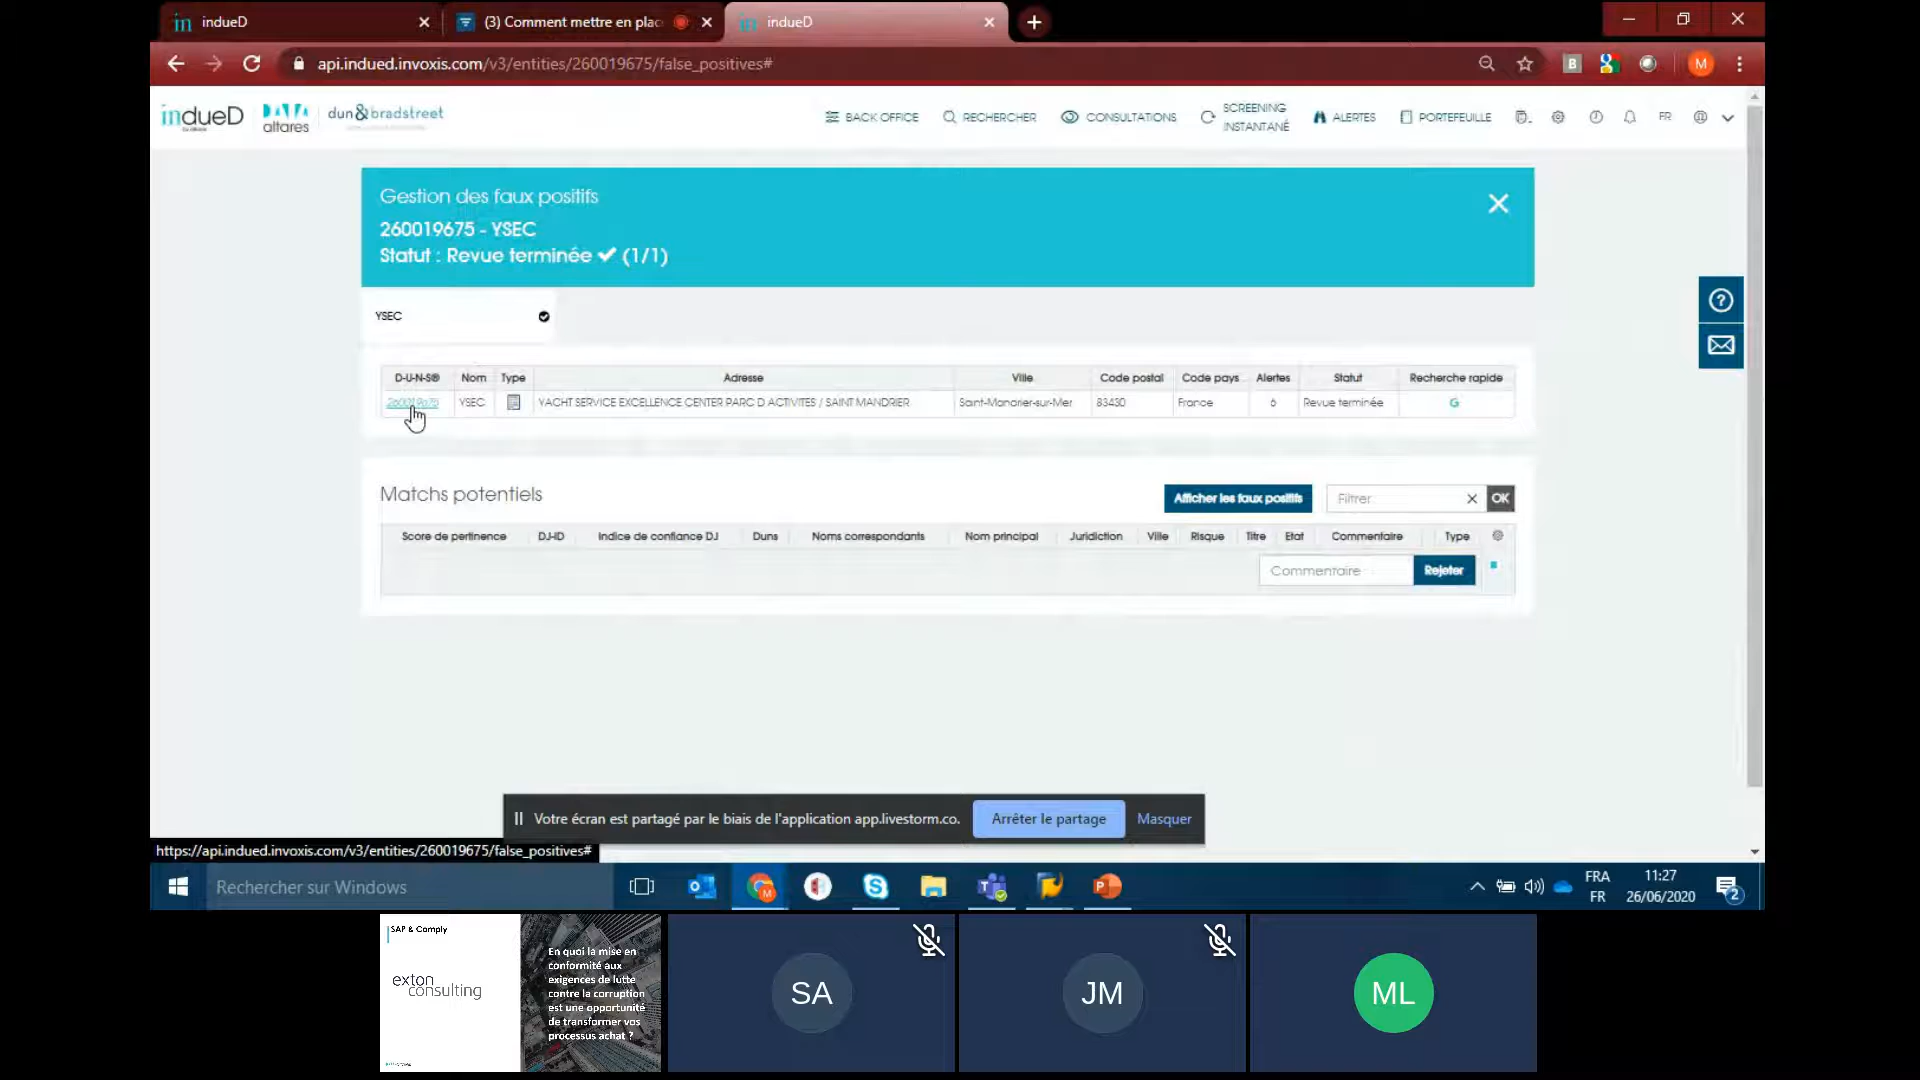 indueD
(3) Comment mettre en plac
indueD
api.indued.invoxis.com/v3/entities/260019675/false_positives#
B
M
indueD
altares
dun&bradstreet
BACK OFFICE
RECHERCHER
CONSULTATIONS
SCREENING
INSTANTANÉ
ALERTES
PORTEFEUILLE
FR
Gestion des faux positifs
260019675 - YSEC
Statut : Revue terminée ✔ (1/1)
YSEC
D-U-N-S® Nom Type Adresse Ville Code postal Code pays Alertes Statut Recherche rapide
260019675 YSEC YACHT SERVICE EXCELLENCE CENTER PARC D ACTIVITES / SAINT MANDRIER Saint-Mandrier-sur-Mer 83430 France 6 Revue terminée G
Matchs potentiels
Afficher les faux positifs
Filtrer
OK
Score de pertinence DJ-ID Indice de confiance DJ Duns Noms correspondants Nom principal Juridiction Ville Risque Titre Etat Commentaire Type
Commentaire
Rejeter
Votre écran est partagé par le biais de l'application app.livestorm.co.
Arrêter le partage
Masquer
https://api.indued.invoxis.com/v3/entities/260019675/false_positives#
Rechercher sur Windows
FRA
FR
11:27
26/06/2020
2
SAP & Comply
exton
consulting
En quoi la mise en
conformité aux
exigences de lutte
contre la corruption
est une opportunité
de transformer vos
processus achat ?
SA
JM
ML